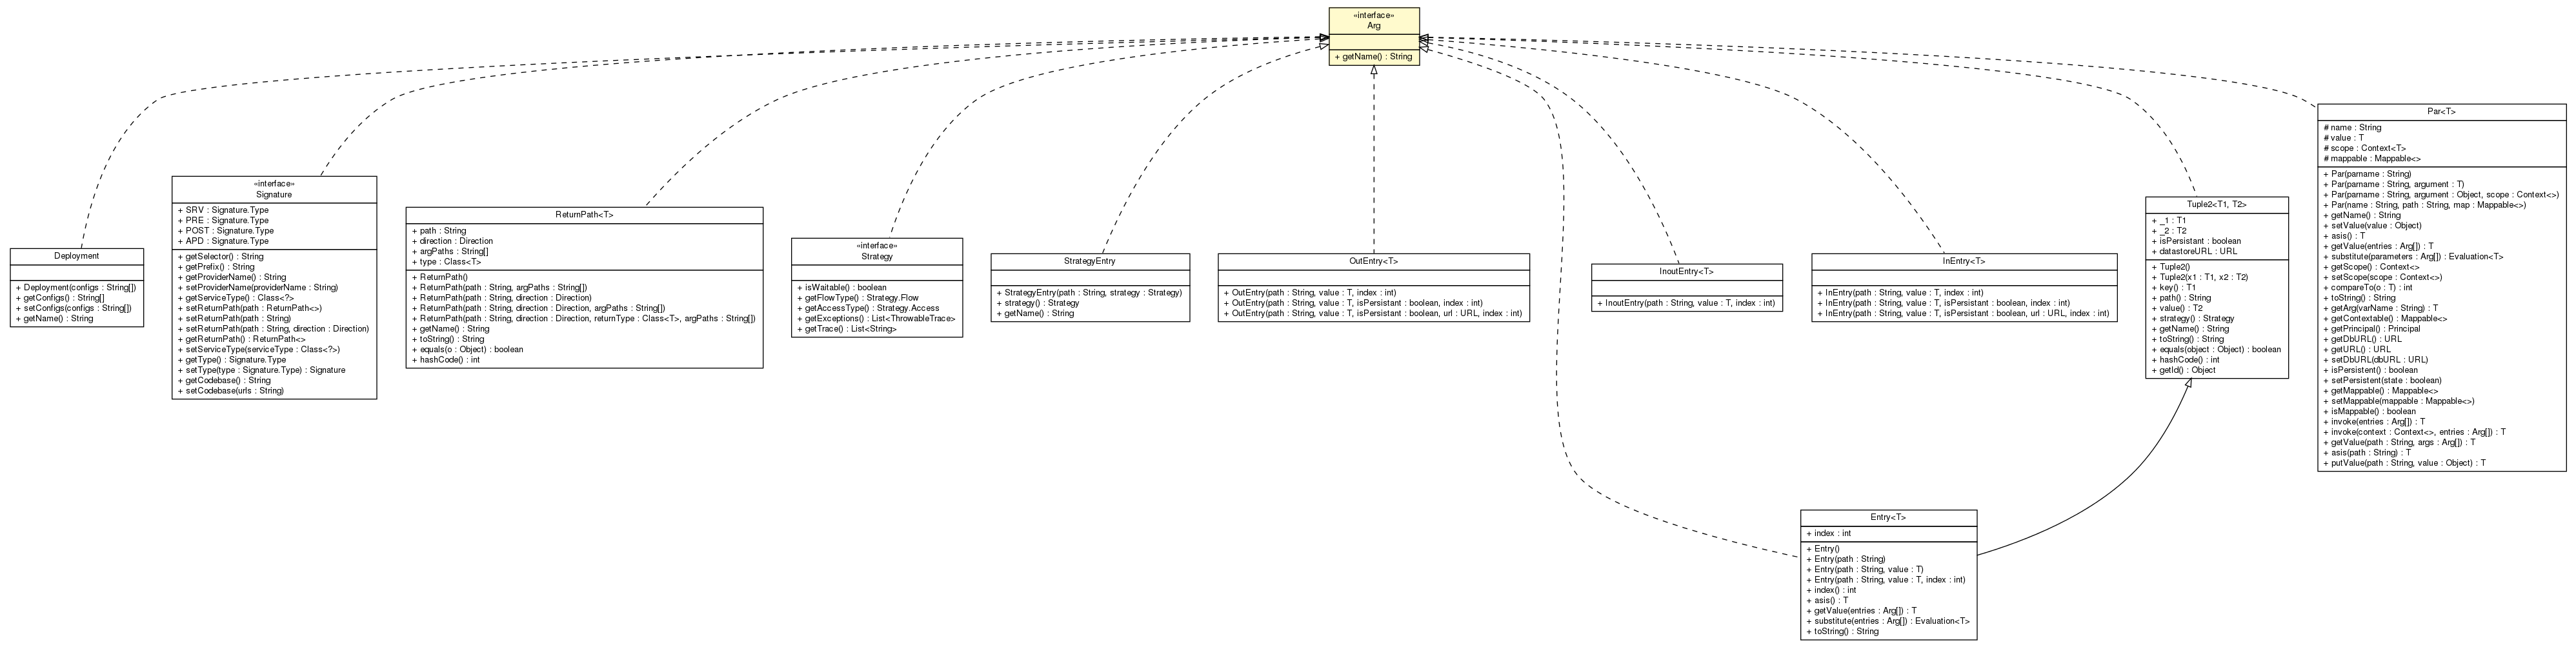 «interface»
Arg
+ getName() : String
Deployment
+ Deployment(configs : String[])
+ getConfigs() : String[]
+ setConfigs(configs : String[])
+ getName() : String
«interface»
Signature
+ SRV : Signature.Type
+ PRE : Signature.Type
+ POST : Signature.Type
+ APD : Signature.Type
+ getSelector() : String
+ getPrefix() : String
+ getProviderName() : String
+ setProviderName(providerName : String)
+ getServiceType() : Class<?>
+ setReturnPath(path : ReturnPath<>)
+ setReturnPath(path : String)
+ setReturnPath(path : String, direction : Direction)
+ getReturnPath() : ReturnPath<>
+ setServiceType(serviceType : Class<?>)
+ getType() : Signature.Type
+ setType(type : Signature.Type) : Signature
+ getCodebase() : String
+ setCodebase(urls : String)
ReturnPath<T>
+ path : String
+ direction : Direction
+ argPaths : String[]
+ type : Class<T>
+ ReturnPath()
+ ReturnPath(path : String, argPaths : String[])
+ ReturnPath(path : String, direction : Direction)
+ ReturnPath(path : String, direction : Direction, argPaths : String[])
+ ReturnPath(path : String, direction : Direction, returnType : Class<T>, argPaths : String[])
+ getName() : String
+ toString() : String
+ equals(o : Object) : boolean
+ hashCode() : int
«interface»
Strategy
+ isWaitable() : boolean
+ getFlowType() : Strategy.Flow
+ getAccessType() : Strategy.Access
+ getExceptions() : List<ThrowableTrace>
+ getTrace() : List<String>
StrategyEntry
+ StrategyEntry(path : String, strategy : Strategy)
+ strategy() : Strategy
+ getName() : String
OutEntry<T>
+ OutEntry(path : String, value : T, index : int)
+ OutEntry(path : String, value : T, isPersistant : boolean, index : int)
+ OutEntry(path : String, value : T, isPersistant : boolean, url : URL, index : int)
InoutEntry<T>
+ InoutEntry(path : String, value : T, index : int)
InEntry<T>
+ InEntry(path : String, value : T, index : int)
+ InEntry(path : String, value : T, isPersistant : boolean, index : int)
+ InEntry(path : String, value : T, isPersistant : boolean, url : URL, index : int)
Tuple2<T1, T2>
+ _1 : T1
+ _2 : T2
+ isPersistant : boolean
+ datastoreURL : URL
+ Tuple2()
+ Tuple2(x1 : T1, x2 : T2)
+ key() : T1
+ path() : String
+ value() : T2
+ strategy() : Strategy
+ getName() : String
+ toString() : String
+ equals(object : Object) : boolean
+ hashCode() : int
+ getId() : Object
Par<T>
# name : String
# value : T
# scope : Context<T>
# mappable : Mappable<>
+ Par(parname : String)
+ Par(parname : String, argument : T)
+ Par(parname : String, argument : Object, scope : Context<>)
+ Par(name : String, path : String, map : Mappable<>)
+ getName() : String
+ setValue(value : Object)
+ asis() : T
+ getValue(entries : Arg[]) : T
+ substitute(parameters : Arg[]) : Evaluation<T>
+ getScope() : Context<>
+ setScope(scope : Context<>)
+ compareTo(o : T) : int
+ toString() : String
+ getArg(varName : String) : T
+ getContextable() : Mappable<>
+ getPrincipal() : Principal
+ getDbURL() : URL
+ getURL() : URL
+ setDbURL(dbURL : URL)
+ isPersistent() : boolean
+ setPersistent(state : boolean)
+ getMappable() : Mappable<>
+ setMappable(mappable : Mappable<>)
+ isMappable() : boolean
+ invoke(entries : Arg[]) : T
+ invoke(context : Context<>, entries : Arg[]) : T
+ getValue(path : String, args : Arg[]) : T
+ asis(path : String) : T
+ putValue(path : String, value : Object) : T
Entry<T>
+ index : int
+ Entry()
+ Entry(path : String)
+ Entry(path : String, value : T)
+ Entry(path : String, value : T, index : int)
+ index() : int
+ asis() : T
+ getValue(entries : Arg[]) : T
+ substitute(entries : Arg[]) : Evaluation<T>
+ toString() : String